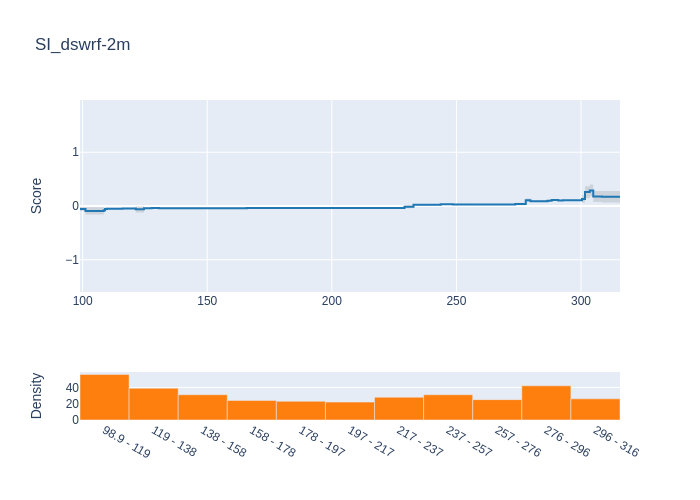 SI_dswrf-2m
Score
1
0
−1
100
150
200
250
300
Density
40
20
0
98.9 - 119
119 - 138
138 - 158
158 - 178
178 - 197
197 - 217
217 - 237
237 - 257
257 - 276
276 - 296
296 - 316